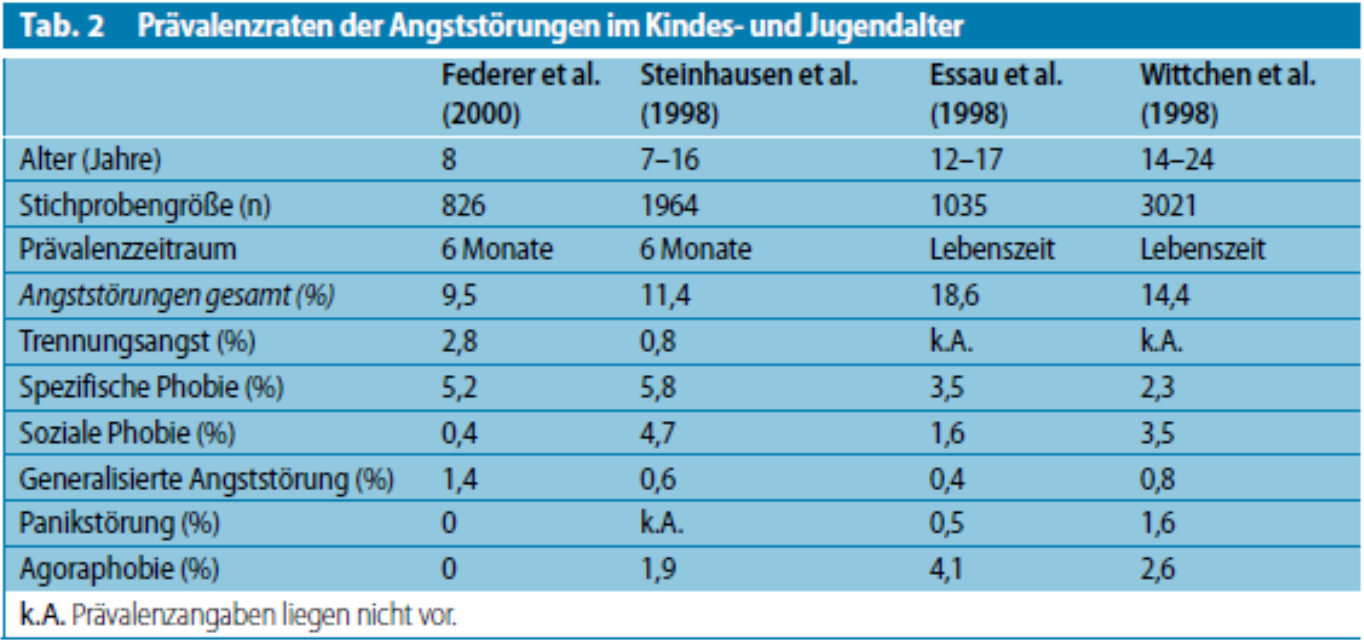 Tab. 2 Prävalenzraten der Angststörungen im Kindes- und Jugendalter
Federer et al. (2000) Steinhausen et al. (1998) Essau et al. (1998) Wittchen et al. (1998)
Alter (Jahre) 8 7–16 12–17 14–24
Stichprobengröße (n) 826 1964 1035 3021
Prävalenzzeitraum 6 Monate 6 Monate Lebenszeit Lebenszeit
Angststörungen gesamt (%) 9,5 11,4 18,6 14,4
Trennungsangst (%) 2,8 0,8 k.A. k.A.
Spezifische Phobie (%) 5,2 5,8 3,5 2,3
Soziale Phobie (%) 0,4 4,7 1,6 3,5
Generalisierte Angststörung (%) 1,4 0,6 0,4 0,8
Panikstörung (%) 0 k.A. 0,5 1,6
Agoraphobie (%) 0 1,9 4,1 2,6
k.A. Prävalenzangaben liegen nicht vor.